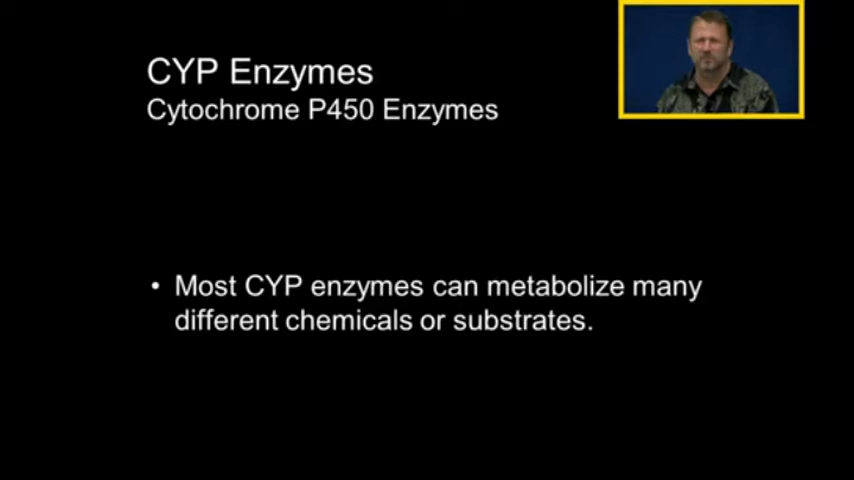 CYP Enzymes
Cytochrome P450 Enzymes
• Most CYP enzymes can metabolize many
different chemicals or substrates.